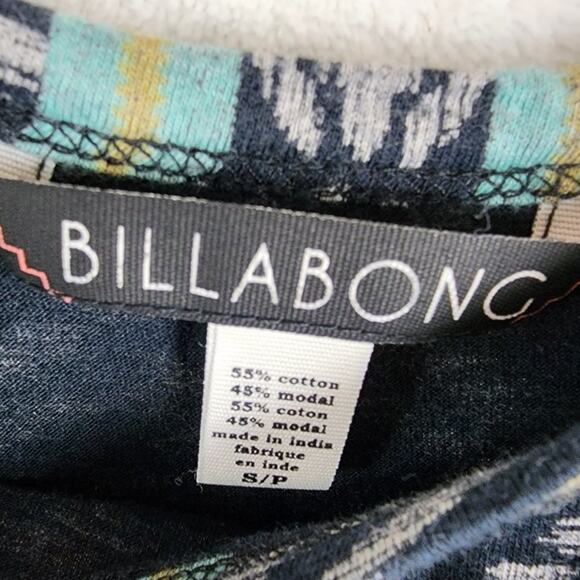 BILLABONG
55% cotton
45% modal
55% coton
45% modal
made in india
fabrique
en inde
S/P